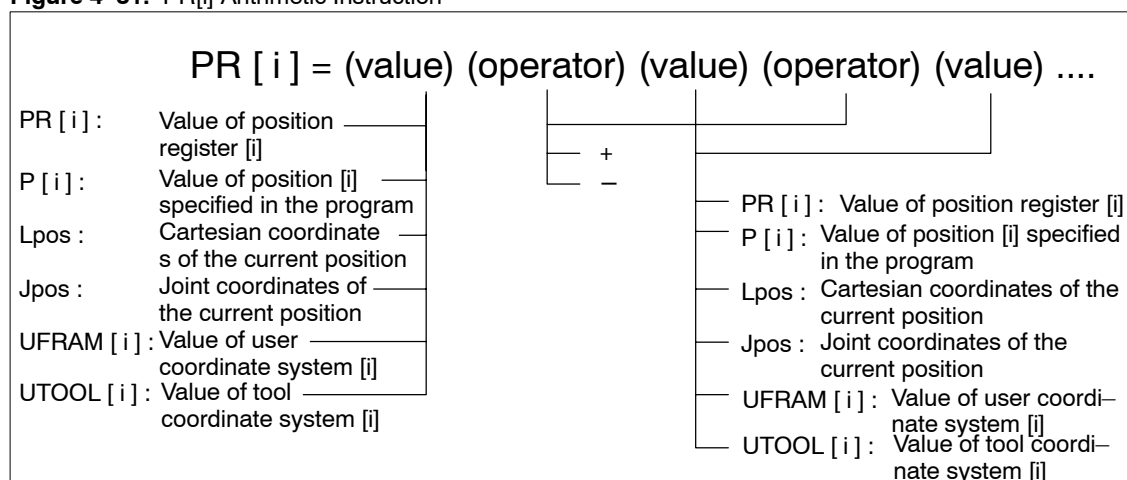 Figure 4–31. PR[i] Arithmetic Instruction
PR [ i ] = (value) (operator) (value) (operator) (value) ....
PR [ i ] : Value of position
register [i]
P [ i ] : Value of position [i]
specified in the program
Lpos : Cartesian coordinate
s of the current position
Jpos : Joint coordinates of
the current position
UFRAM [ i ] : Value of user
coordinate system [i]
UTOOL [ i ] : Value of tool
coordinate system [i]
+
–
PR [ i ] : Value of position register [i]
P [ i ] : Value of position [i] specified
in the program
Lpos : Cartesian coordinates of the
current position
Jpos : Joint coordinates of the
current position
UFRAM [ i ] : Value of user coordi–
nate system [i]
UTOOL [ i ] : Value of tool coordi–
nate system [i]